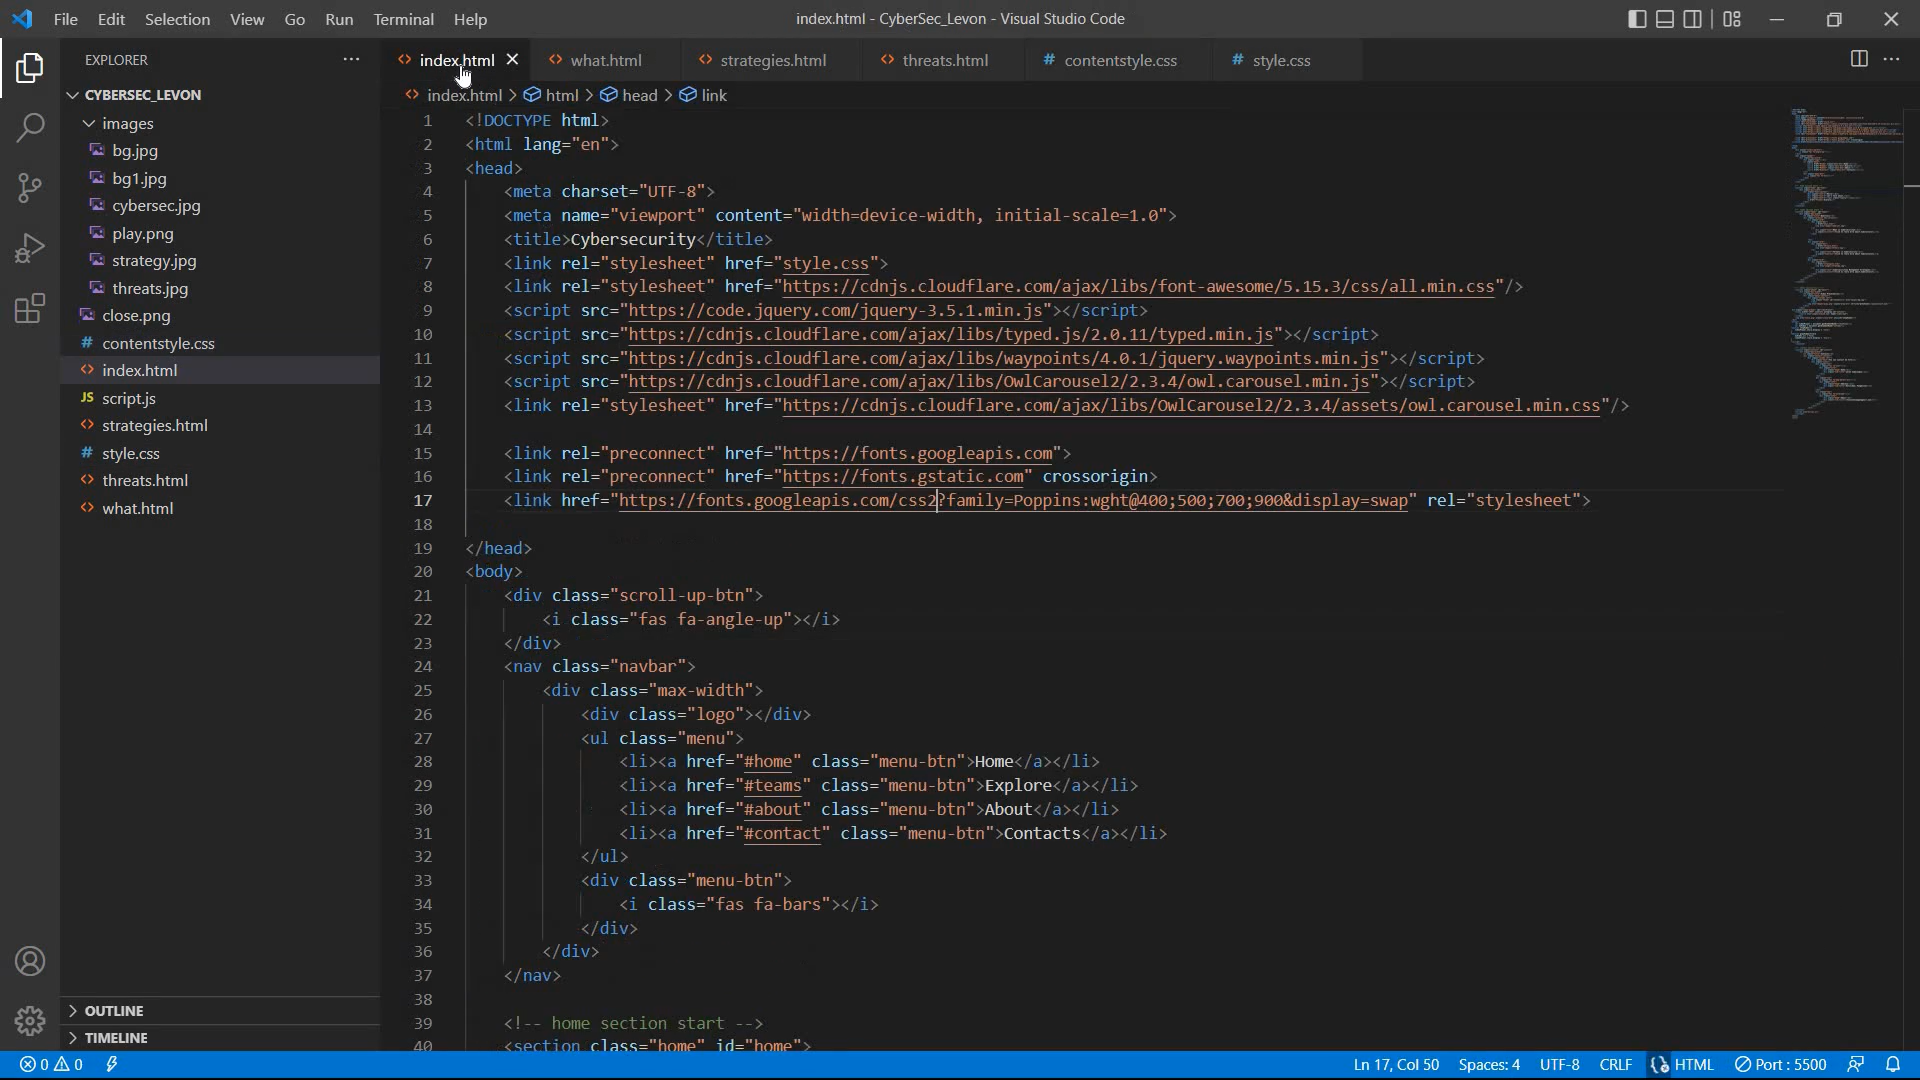 File Edit Selection View Go Run Terminal Help
index.html - CyberSec_Levon - Visual Studio Code
EXPLORER
CYBERSEC_LEVON
images
bg.jpg
bg1.jpg
cybersec.jpg
play.png
strategy.jpg
threats.jpg
close.png
contentstyle.css
index.html
JS script.js
strategies.html
style.css
threats.html
what.html
OUTLINE
TIMELINE
index.html what.html strategies.html threats.html contentstyle.css style.css
index.html > html > head > link
1 <!DOCTYPE html>
2 <html lang="en">
3 <head>
4 <meta charset="UTF-8">
5 <meta name="viewport" content="width=device-width, initial-scale=1.0">
6 <title>Cybersecurity</title>
7 <link rel="stylesheet" href="style.css">
8 <link rel="stylesheet" href="https://cdnjs.cloudflare.com/ajax/libs/font-awesome/5.15.3/css/all.min.css"/>
9 <script src="https://code.jquery.com/jquery-3.5.1.min.js"></script>
10 <script src="https://cdnjs.cloudflare.com/ajax/libs/typed.js/2.0.11/typed.min.js"></script>
11 <script src="https://cdnjs.cloudflare.com/ajax/libs/waypoints/4.0.1/jquery.waypoints.min.js"></script>
12 <script src="https://cdnjs.cloudflare.com/ajax/libs/OwlCarousel2/2.3.4/owl.carousel.min.js"></script>
13 <link rel="stylesheet" href="https://cdnjs.cloudflare.com/ajax/libs/OwlCarousel2/2.3.4/assets/owl.carousel.min.css"/>
14
15 <link rel="preconnect" href="https://fonts.googleapis.com">
16 <link rel="preconnect" href="https://fonts.gstatic.com" crossorigin>
17 <link href="https://fonts.googleapis.com/css2?family=Poppins:wght@400;500;700;900&display=swap" rel="stylesheet">
18
19 </head>
20 <body>
21 <div class="scroll-up-btn">
22 <i class="fas fa-angle-up"></i>
23 </div>
24 <nav class="navbar">
25 <div class="max-width">
26 <div class="logo"></div>
27 <ul class="menu">
28 <li><a href="#home" class="menu-btn">Home</a></li>
29 <li><a href="#teams" class="menu-btn">Explore</a></li>
30 <li><a href="#about" class="menu-btn">About</a></li>
31 <li><a href="#contact" class="menu-btn">Contacts</a></li>
32 </ul>
33 <div class="menu-btn">
34 <i class="fas fa-bars"></i>
35 </div>
36 </div>
37 </nav>
38
39 <!-- home section start -->
40 <section class="home" id="home">
0 0 Ln 17, Col 50 Spaces: 4 UTF-8 CRLF HTML Port : 5500